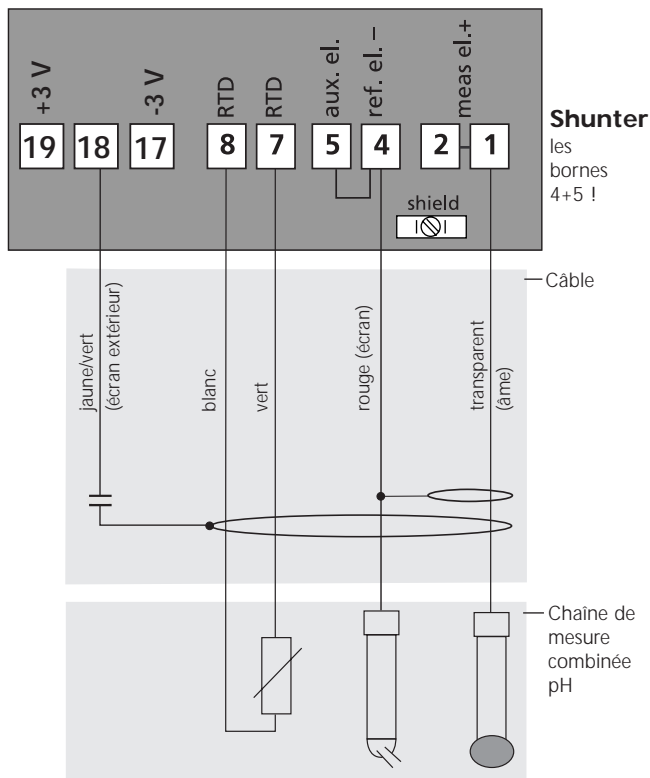 +3 V
-3 V
RTD
RTD
aux. el.
ref. el. –
meas el.+
19
18
17
8
7
5
4
2
1
shield
Shunter
les
bornes
4+5 !
Câble
jaune/vert
(écran extérieur)
blanc
vert
rouge (écran)
transparent
(âme)
Chaîne de
mesure
combinée
pH